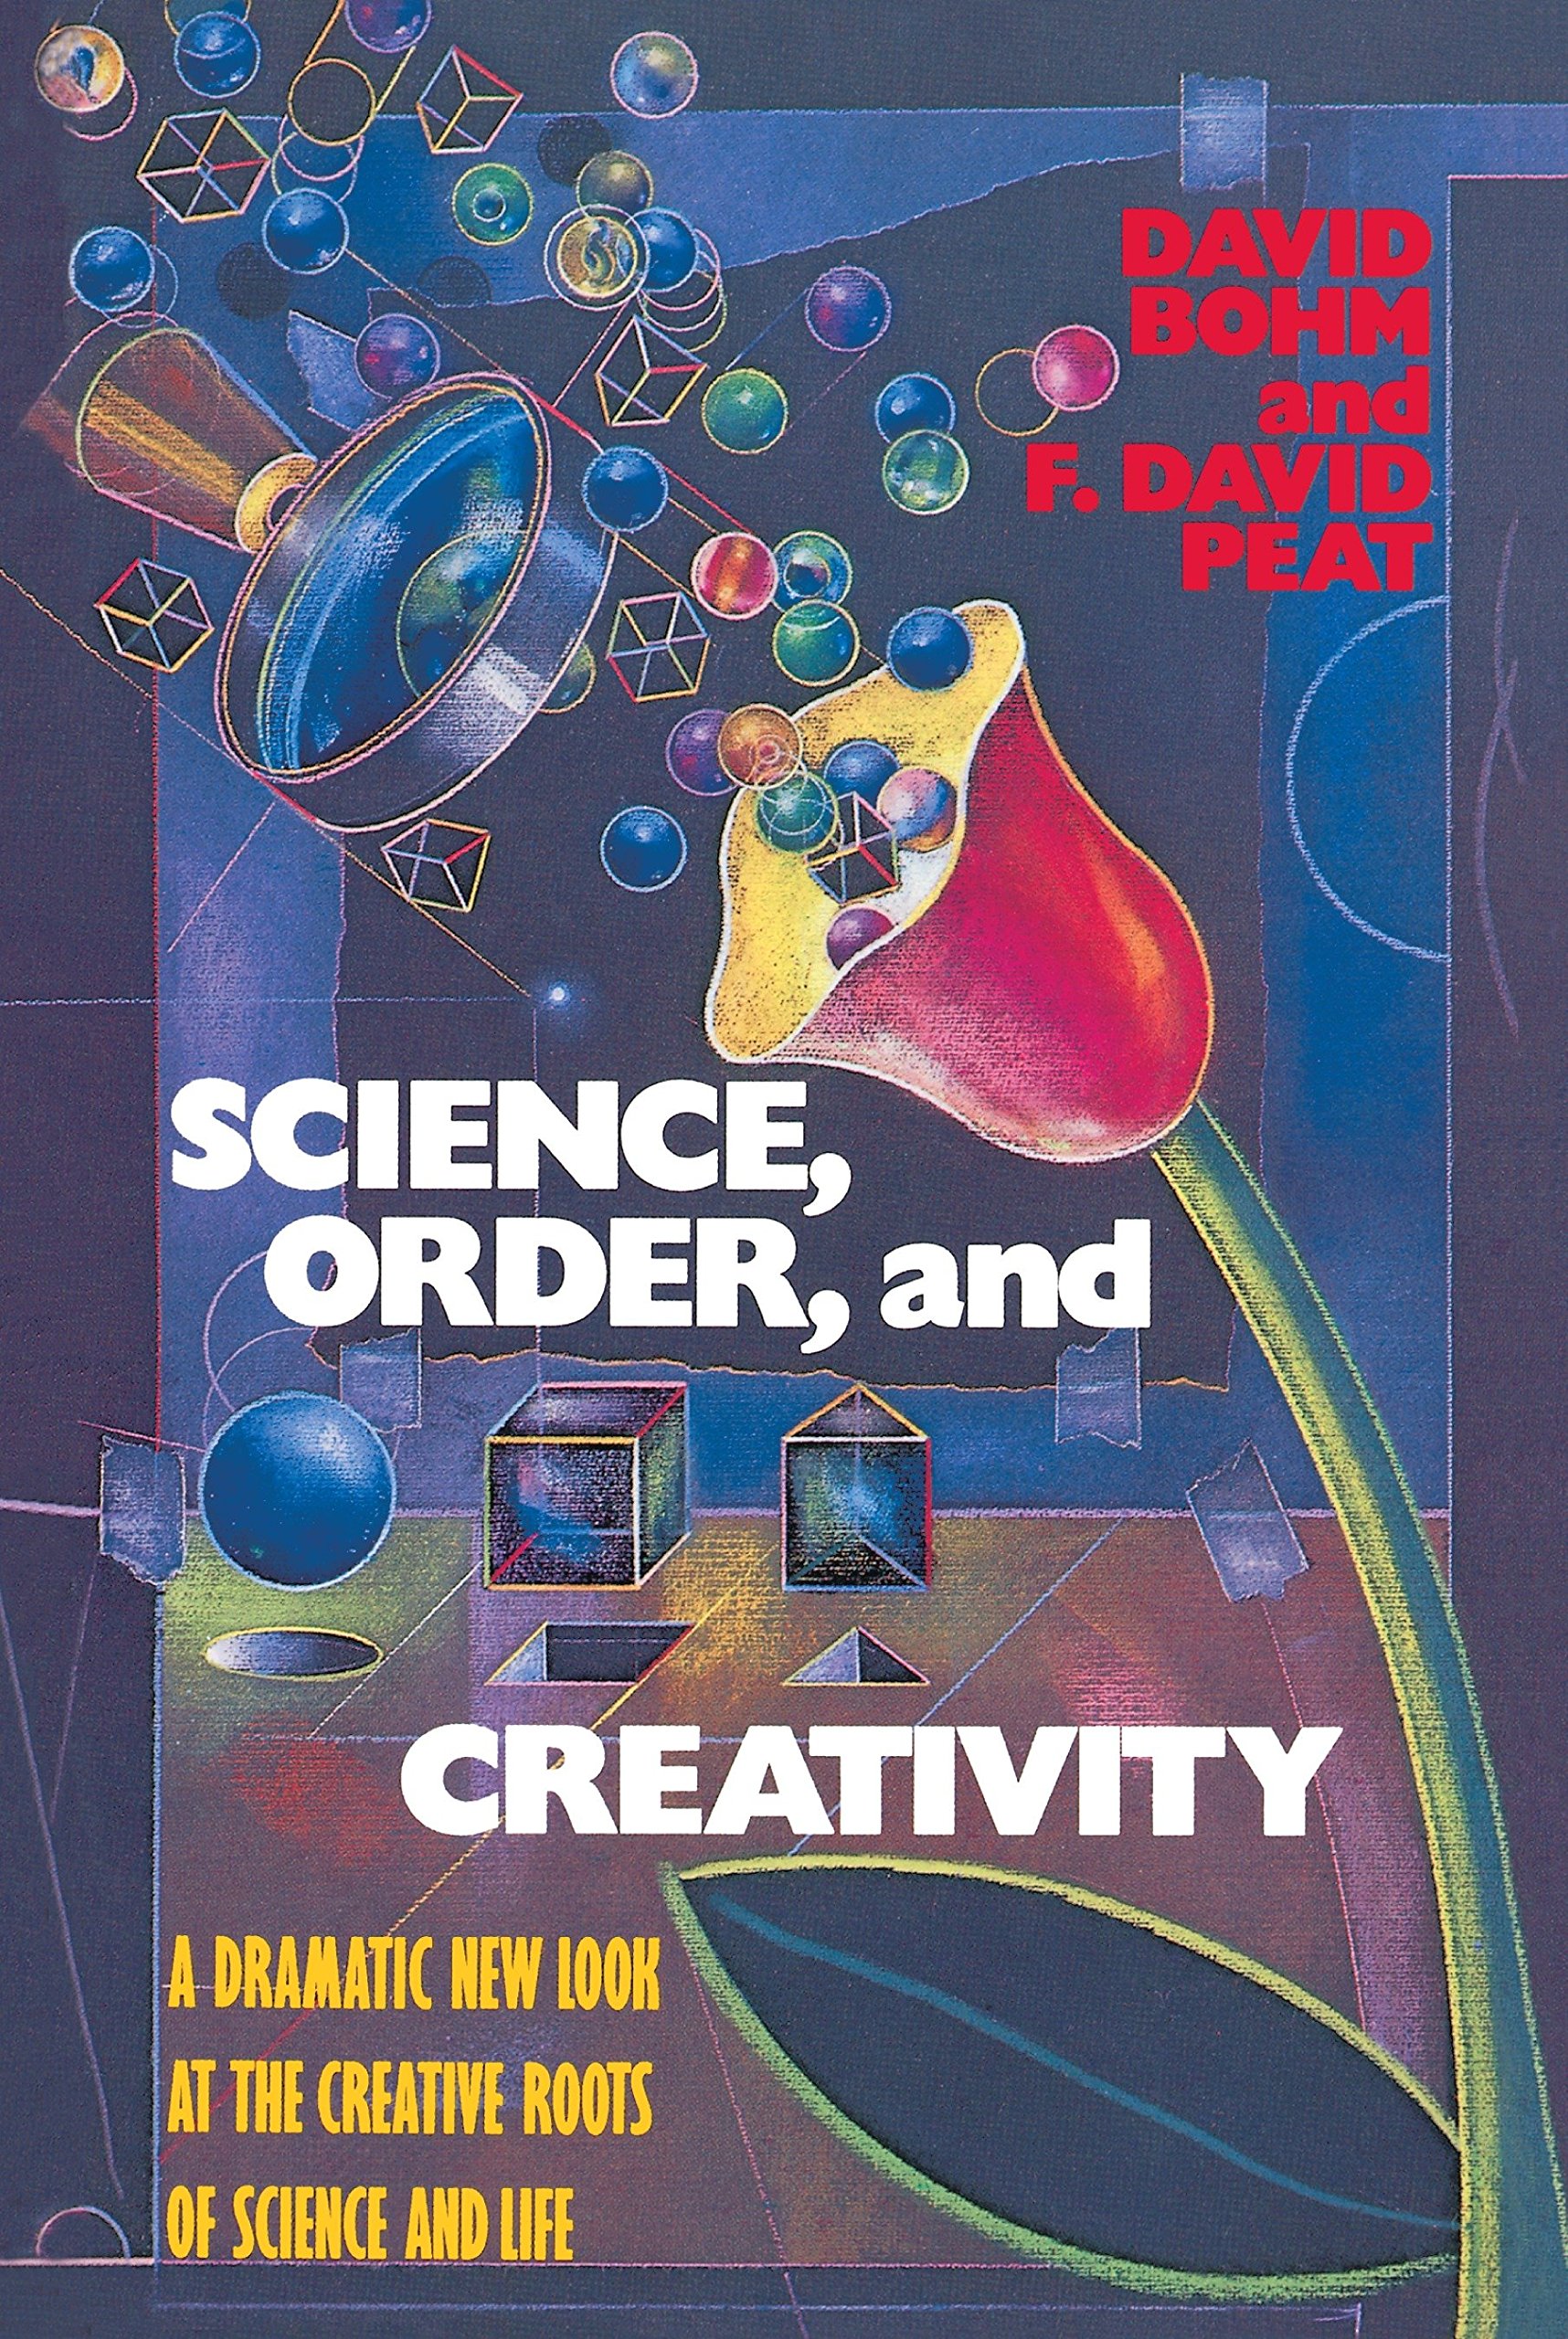 DAVID
BOHM
and
F. DAVID
PEAT
SCIENCE,
ORDER, and
CREATIVITY
A DRAMATIC NEW LOOK
AT THE CREATIVE ROOTS
OF SCIENCE AND LIFE